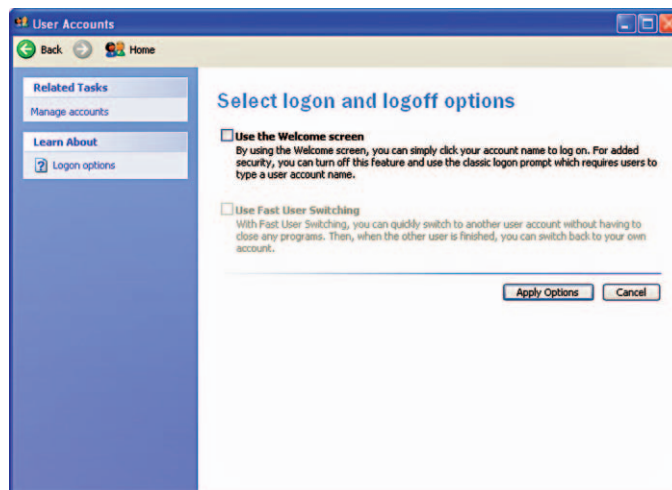 User Accounts
Back
Home
Related Tasks
Manage accounts
Learn About
Logon options
Select logon and logoff options
Use the Welcome screen
By using the Welcome screen, you can simply click your account name to log on. For added
security, you can turn off this feature and use the classic logon prompt which requires users to
type a user account name.
Use Fast User Switching
With Fast User Switching, you can quickly switch to another user account without having to
close any programs. Then, when the other user is finished, you can switch back to your own
account.
Apply Options
Cancel